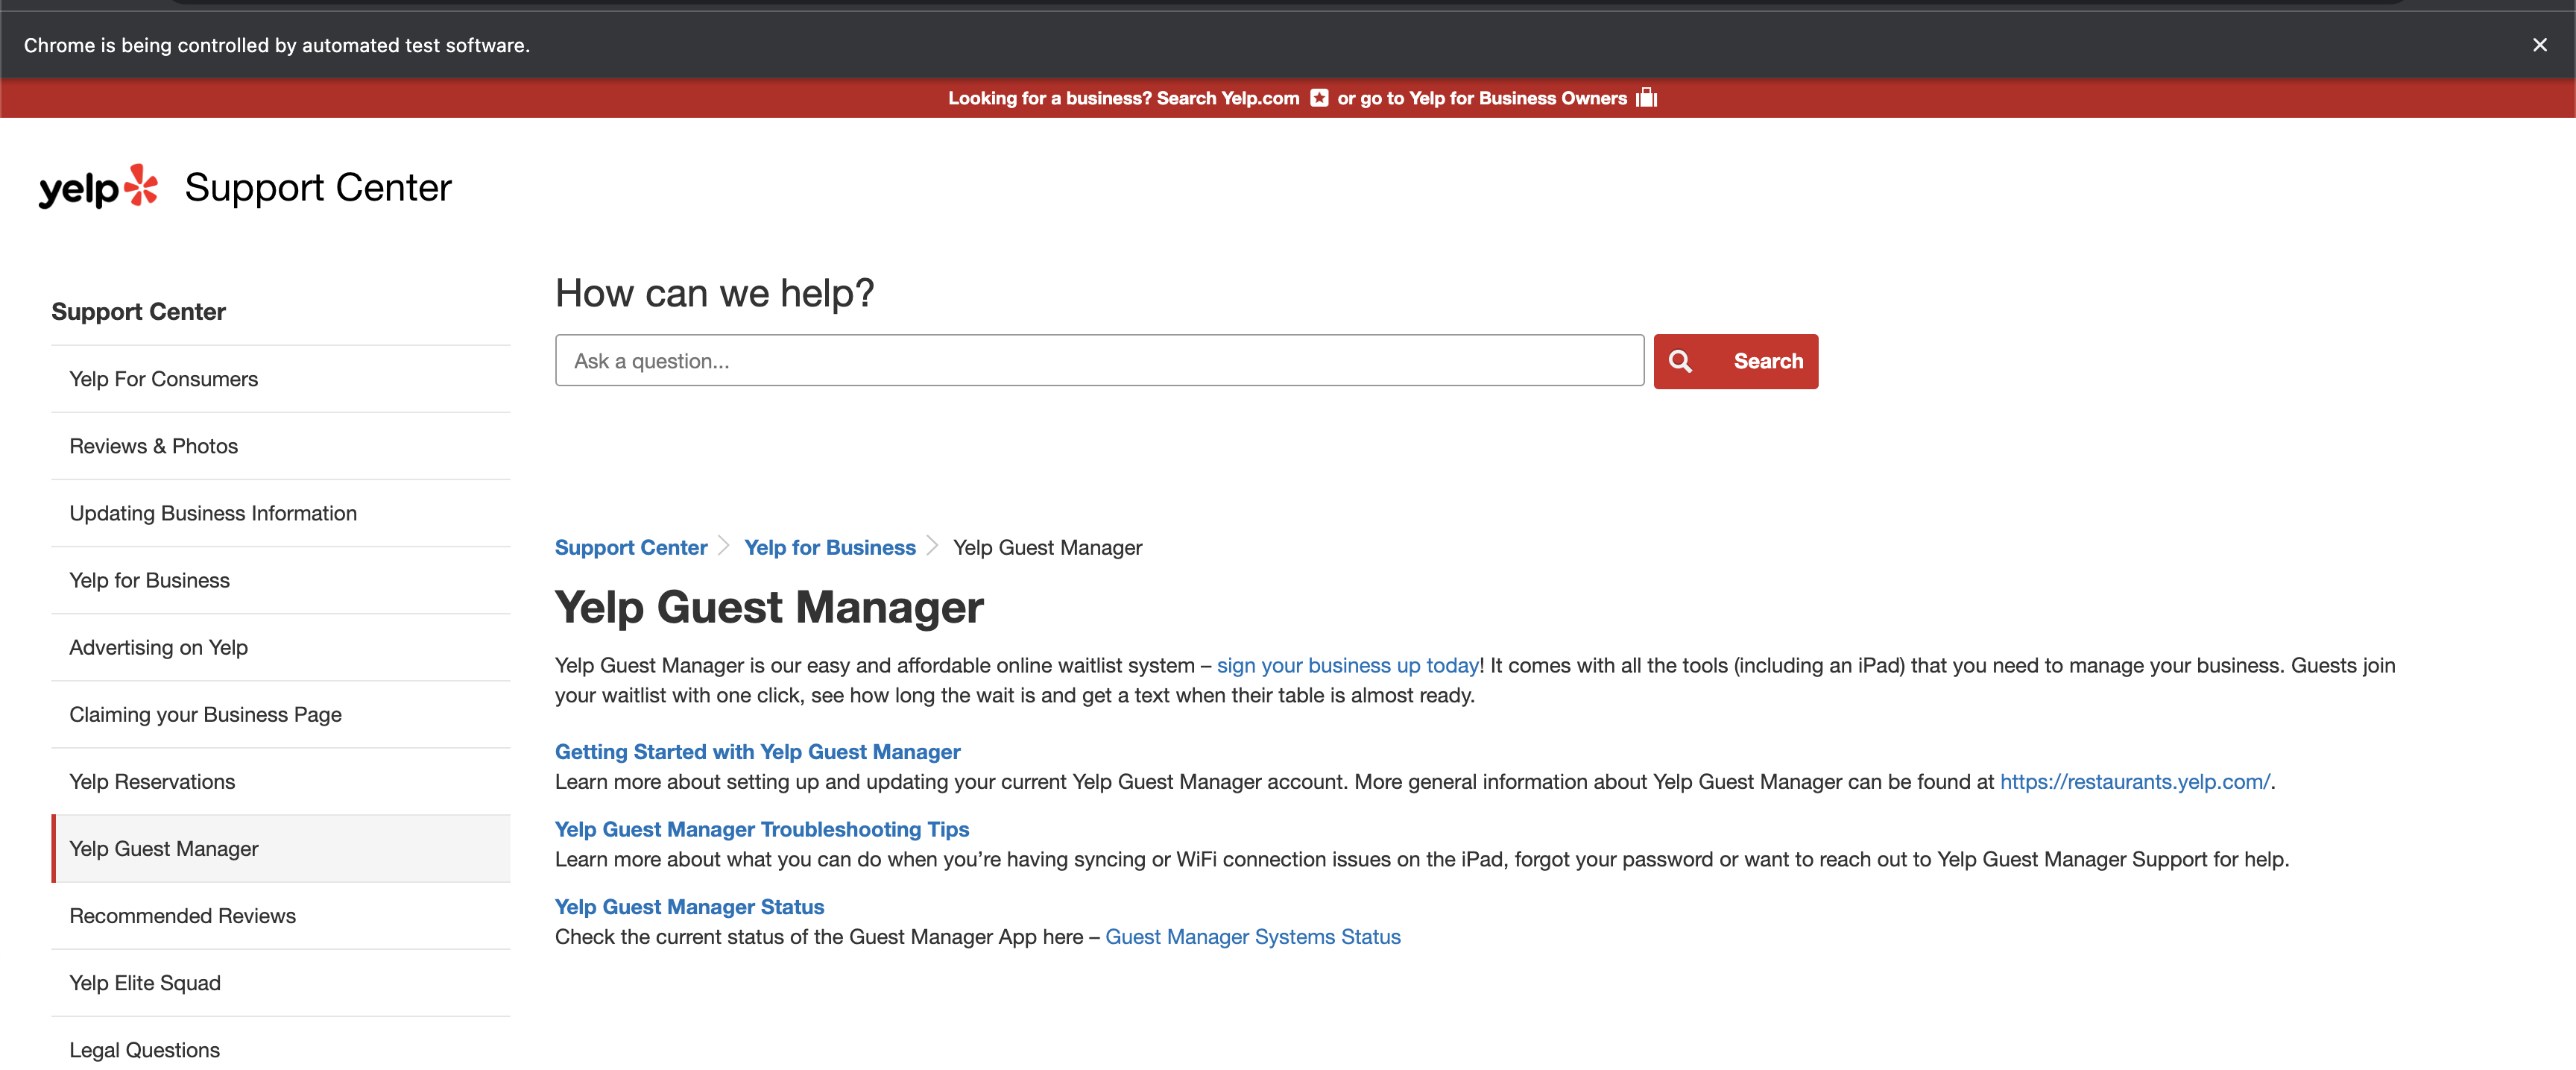 Chrome is being controlled by automated test software.
Looking for a business? Search Yelp.com or go to Yelp for Business Owners
yelp Support Center
Support Center
Yelp For Consumers
Reviews & Photos
Updating Business Information
Yelp for Business
Advertising on Yelp
Claiming your Business Page
Yelp Reservations
Yelp Guest Manager
Recommended Reviews
Yelp Elite Squad
Legal Questions
How can we help?
Ask a question...
Search
Support Center Yelp for Business Yelp Guest Manager
Yelp Guest Manager
Yelp Guest Manager is our easy and affordable online waitlist system – sign your business up today! It comes with all the tools (including an iPad) that you need to manage your business. Guests join
your waitlist with one click, see how long the wait is and get a text when their table is almost ready.
Getting Started with Yelp Guest Manager
Learn more about setting up and updating your current Yelp Guest Manager account. More general information about Yelp Guest Manager can be found at https://restaurants.yelp.com/.
Yelp Guest Manager Troubleshooting Tips
Learn more about what you can do when you’re having syncing or WiFi connection issues on the iPad, forgot your password or want to reach out to Yelp Guest Manager Support for help.
Yelp Guest Manager Status
Check the current status of the Guest Manager App here – Guest Manager Systems Status